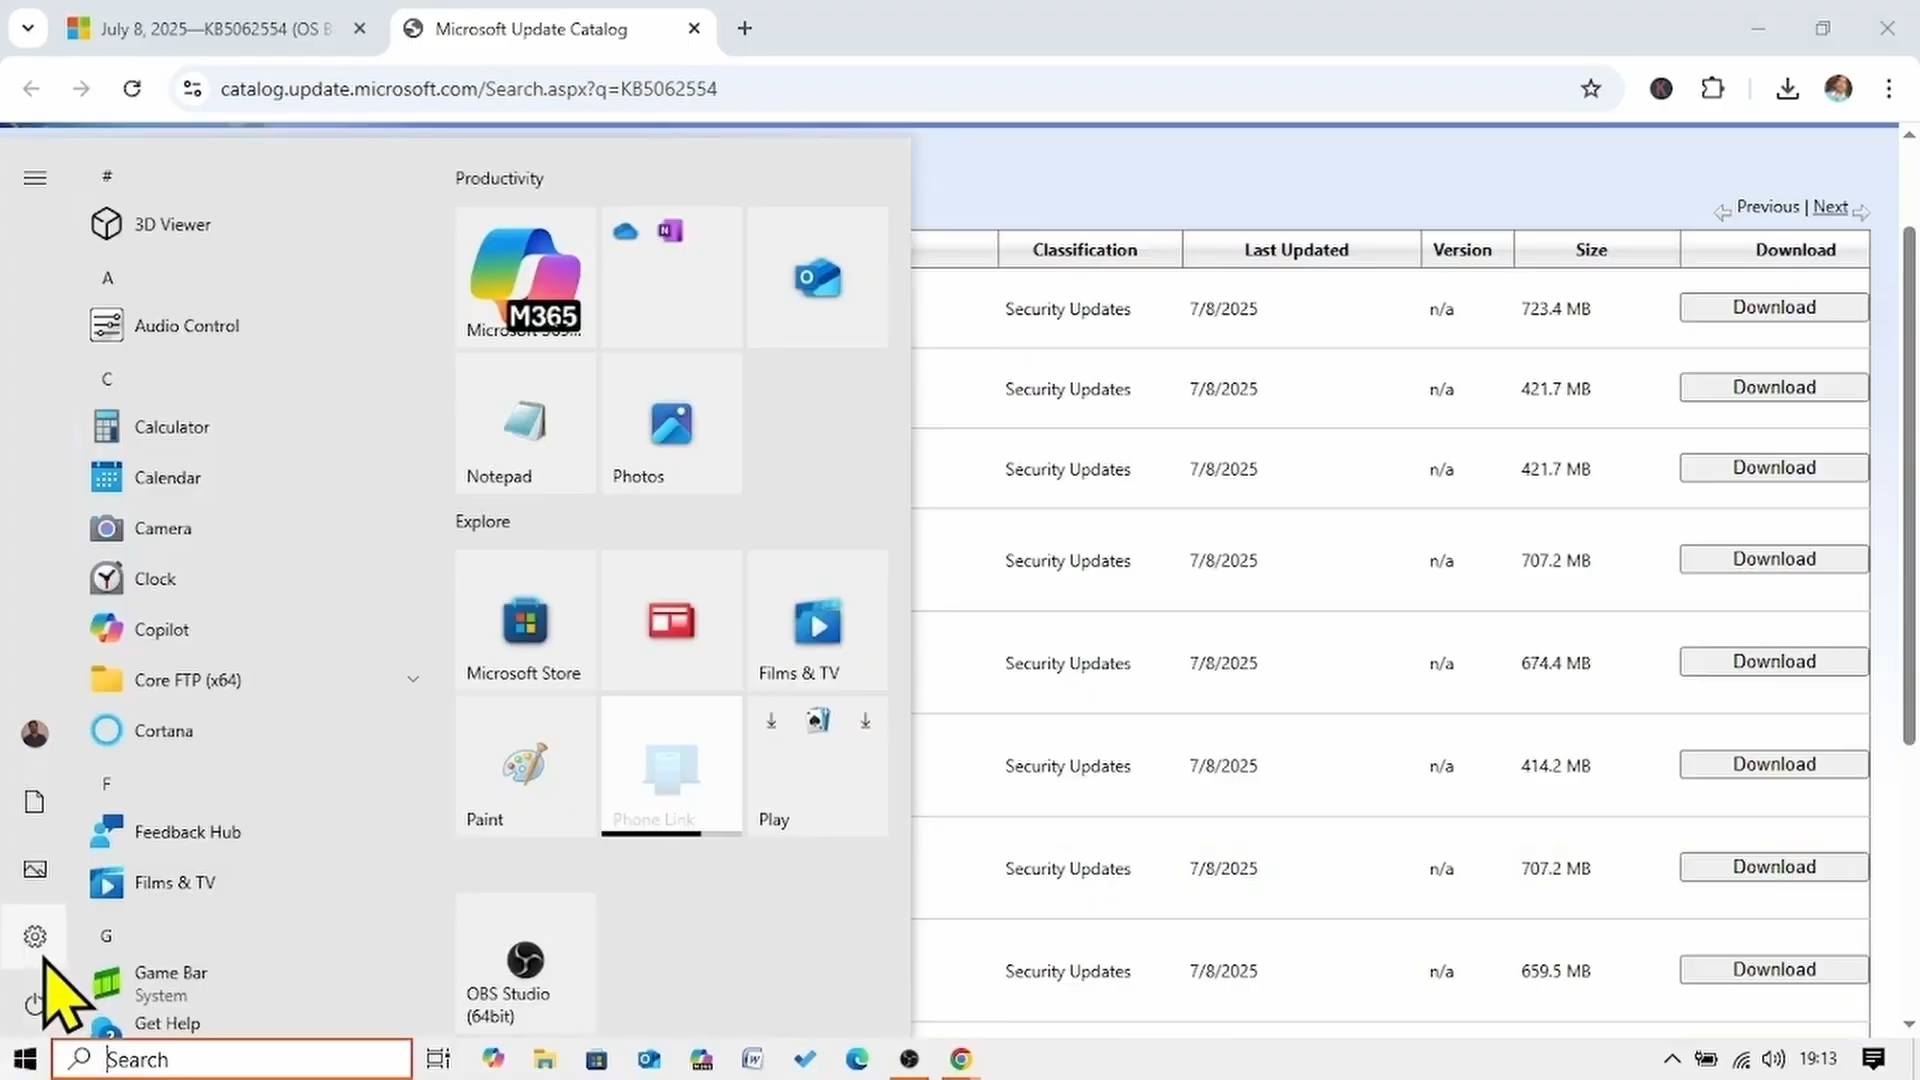 July 8, 2025—KB5062554 (OS B
Microsoft Update Catalog
catalog.update.microsoft.com/Search.aspx?q=KB5062554
K
Previous | Next
Classification Last Updated Version Size Download
Security Updates 7/8/2025 n/a 723.4 MB Download
Security Updates 7/8/2025 n/a 421.7 MB Download
Security Updates 7/8/2025 n/a 421.7 MB Download
Security Updates 7/8/2025 n/a 707.2 MB Download
Security Updates 7/8/2025 n/a 674.4 MB Download
Security Updates 7/8/2025 n/a 414.2 MB Download
Security Updates 7/8/2025 n/a 707.2 MB Download
Security Updates 7/8/2025 n/a 659.5 MB Download
#
3D Viewer
A
Audio Control
C
Calculator
Calendar
Camera
Clock
Copilot
Core FTP (x64)
Cortana
F
Feedback Hub
Films & TV
G
Game Bar
System
Get Help
Productivity
M365
N
O
Notepad
Photos
Explore
Microsoft Store
Films & TV
Paint
Phone Link
Play
OBS Studio
(64bit)
Search
19:13